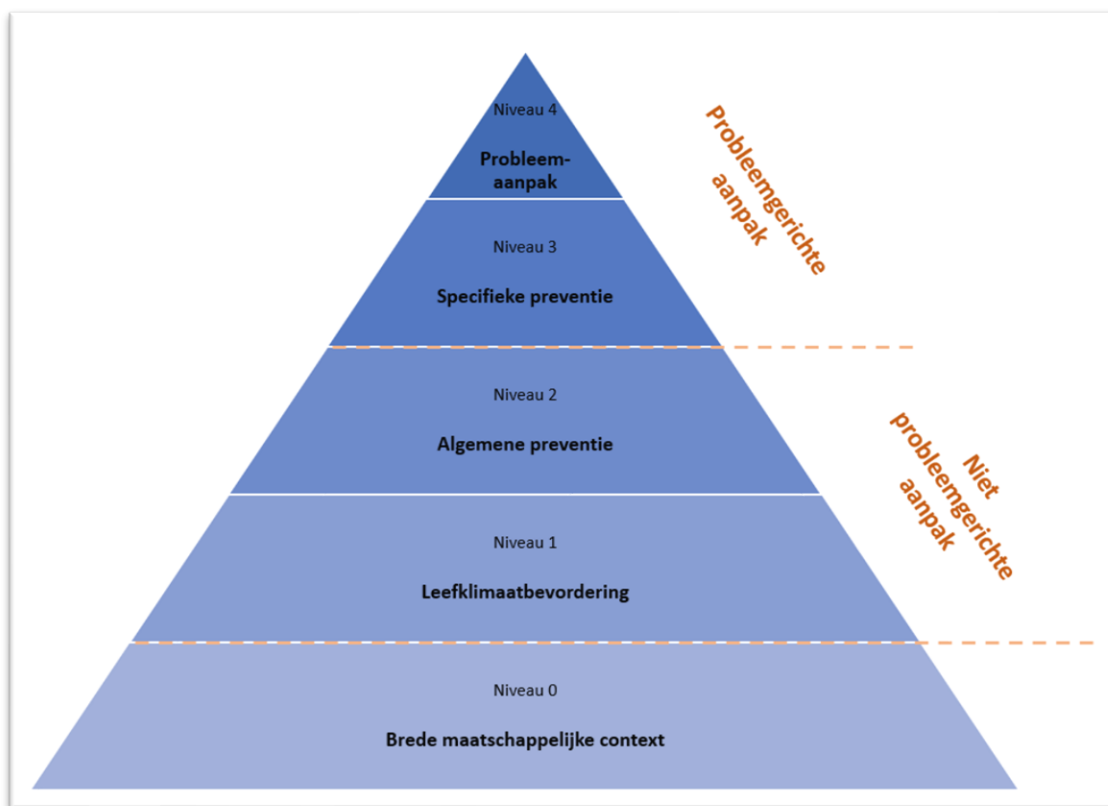 Niveau 4
Probleem-
aanpak
Probleemgerichte
aanpak
Niveau 3
Specifieke preventie
Niveau 2
Algemene preventie
Niet
probleemgerichte
aanpak
Niveau 1
Leefklimaatbevordering
Niveau 0
Brede maatschappelijke context